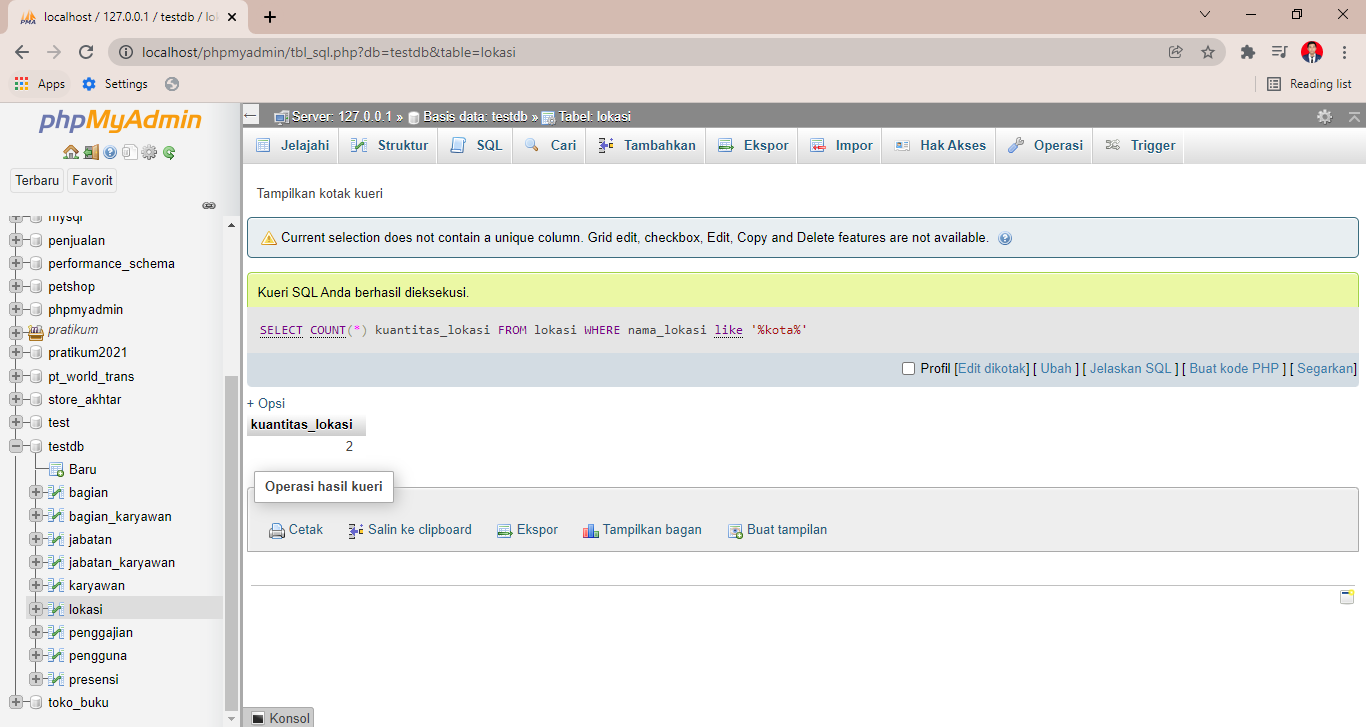 localhost / 127.0.0.1 / testdb / lok
localhost/phpmyadmin/tbl_sql.php?db=testdb&table=lokasi
Apps Settings Reading list
phpMyAdmin
Terbaru Favorit
mysql
penjualan
performance_schema
petshop
phpmyadmin
pratikum
pratikum2021
pt_world_trans
store_akhtar
test
testdb
Baru
bagian
bagian_karyawan
jabatan
jabatan_karyawan
karyawan
lokasi
penggajian
pengguna
presensi
toko_buku
Server: 127.0.0.1 » Basis data: testdb » Tabel: lokasi
Jelajahi Struktur SQL Cari Tambahkan Ekspor Impor Hak Akses Operasi Trigger
Tampilkan kotak kueri
Current selection does not contain a unique column. Grid edit, checkbox, Edit, Copy and Delete features are not available.
Kueri SQL Anda berhasil dieksekusi.
SELECT COUNT(*) kuantitas_lokasi FROM lokasi WHERE nama_lokasi like '%kota%'
Profil [Edit dikotak] [ Ubah ] [ Jelaskan SQL ] [ Buat kode PHP ] [ Segarkan]
+ Opsi
kuantitas_lokasi
2
Operasi hasil kueri
Cetak Salin ke clipboard Ekspor Tampilkan bagan Buat tampilan
Konsol